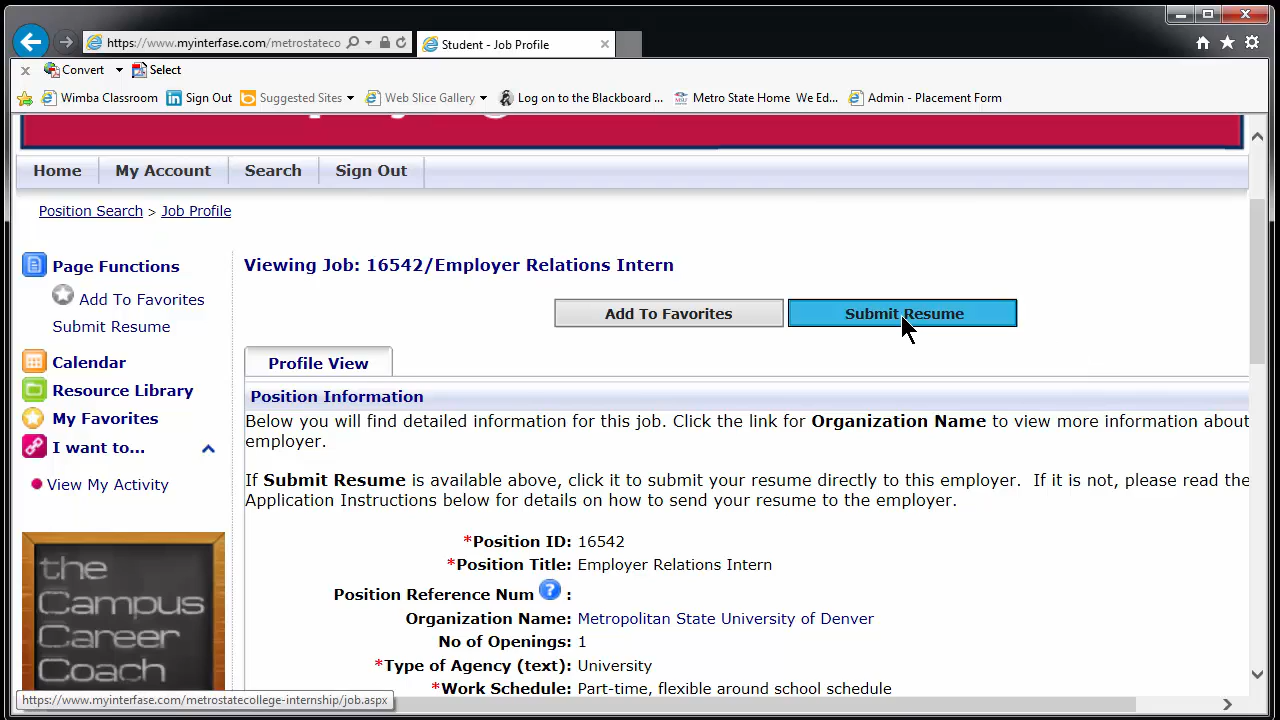 https://www.myinterfase.com/metrostateco
Student - Job Profile
Convert
Select
Wimba Classroom
Sign Out
Suggested Sites
Web Slice Gallery
Log on to the Blackboard ...
Metro State Home We Ed...
Admin - Placement Form
Home
My Account
Search
Sign Out
Position Search > Job Profile
Page Functions
Add To Favorites
Submit Resume
Calendar
Resource Library
My Favorites
I want to...
View My Activity
the
Campus
Career
Coach
Viewing Job: 16542/Employer Relations Intern
Add To Favorites
Submit Resume
Profile View
Position Information
Below you will find detailed information for this job. Click the link for Organization Name to view more information about
employer.
If Submit Resume is available above, click it to submit your resume directly to this employer. If it is not, please read the
Application Instructions below for details on how to send your resume to the employer.
*Position ID: 16542
*Position Title: Employer Relations Intern
Position Reference Num ? :
Organization Name: Metropolitan State University of Denver
No of Openings: 1
*Type of Agency (text): University
*Work Schedule: Part-time, flexible around school schedule
https://www.myinterfase.com/metrostatecollege-internship/job.aspx